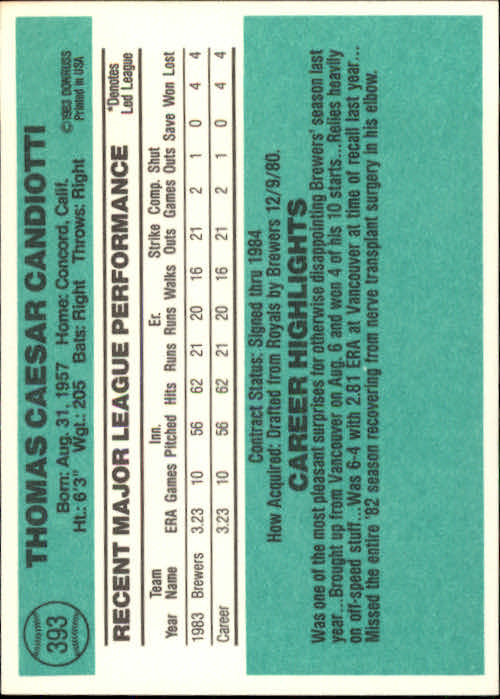 393
THOMAS CAESAR CANDIOTTI
Born: Aug. 31, 1957 Home: Concord, Calif.
Ht.: 6'3" Wgt.: 205 Bats: Right Throws: Right
©1983 DONRUSS
Printed in USA
RECENT MAJOR LEAGUE PERFORMANCE
*Denotes
Led League
Team Inn. Er. Strike Comp. Shut
Year Name ERA Games Pitched Hits Runs Runs Walks Outs Games Outs Save Won Lost
1983 Brewers 3.23 10 56 62 21 20 16 21 2 1 0 4 4
Career 3.23 10 56 62 21 20 16 21 2 1 0 4 4
Contract Status: Signed thru 1984
How Acquired: Drafted from Royals by Brewers 12/9/80.
CAREER HIGHLIGHTS
Was one of the most pleasant surprises for otherwise disappointing Brewers' season last
year...Brought up from Vancouver on Aug. 6 and won 4 of his 10 starts...Relies heavily
on off-speed stuff...Was 6-4 with 2.81 ERA at Vancouver at time of recall last year...
Missed the entire '82 season recovering from nerve transplant surgery in his elbow.